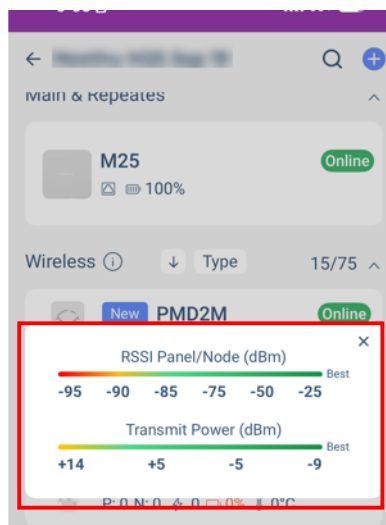 Main & Repeates
M25
Online
100%
Wireless
Type
15/75
New
PMD2M
Online
RSSI Panel/Node (dBm)
Best
-95 -90 -85 -75 -50 -25
Transmit Power (dBm)
Best
+14 +5 -5 -9
P: 0 N: 0 0 0% 0°C